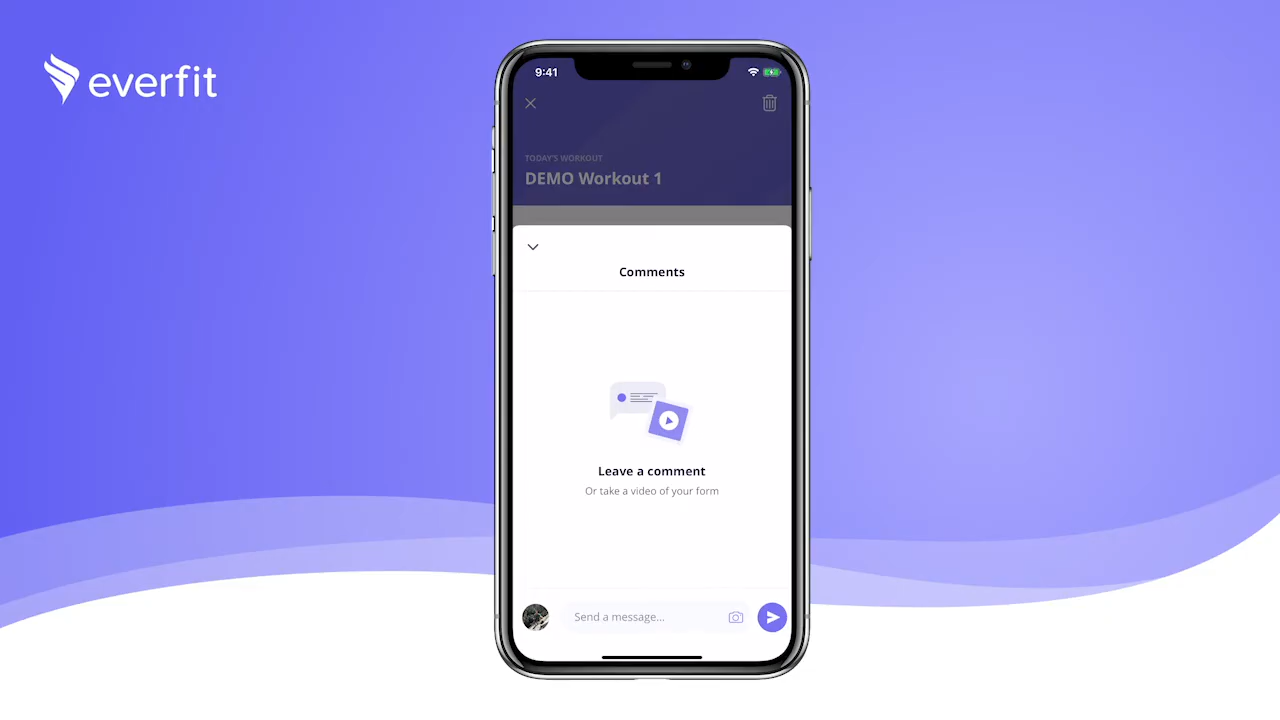 everfit
9:41
TODAY'S WORKOUT
DEMO Workout 1
Comments
Leave a comment
Or take a video of your form
Send a message...